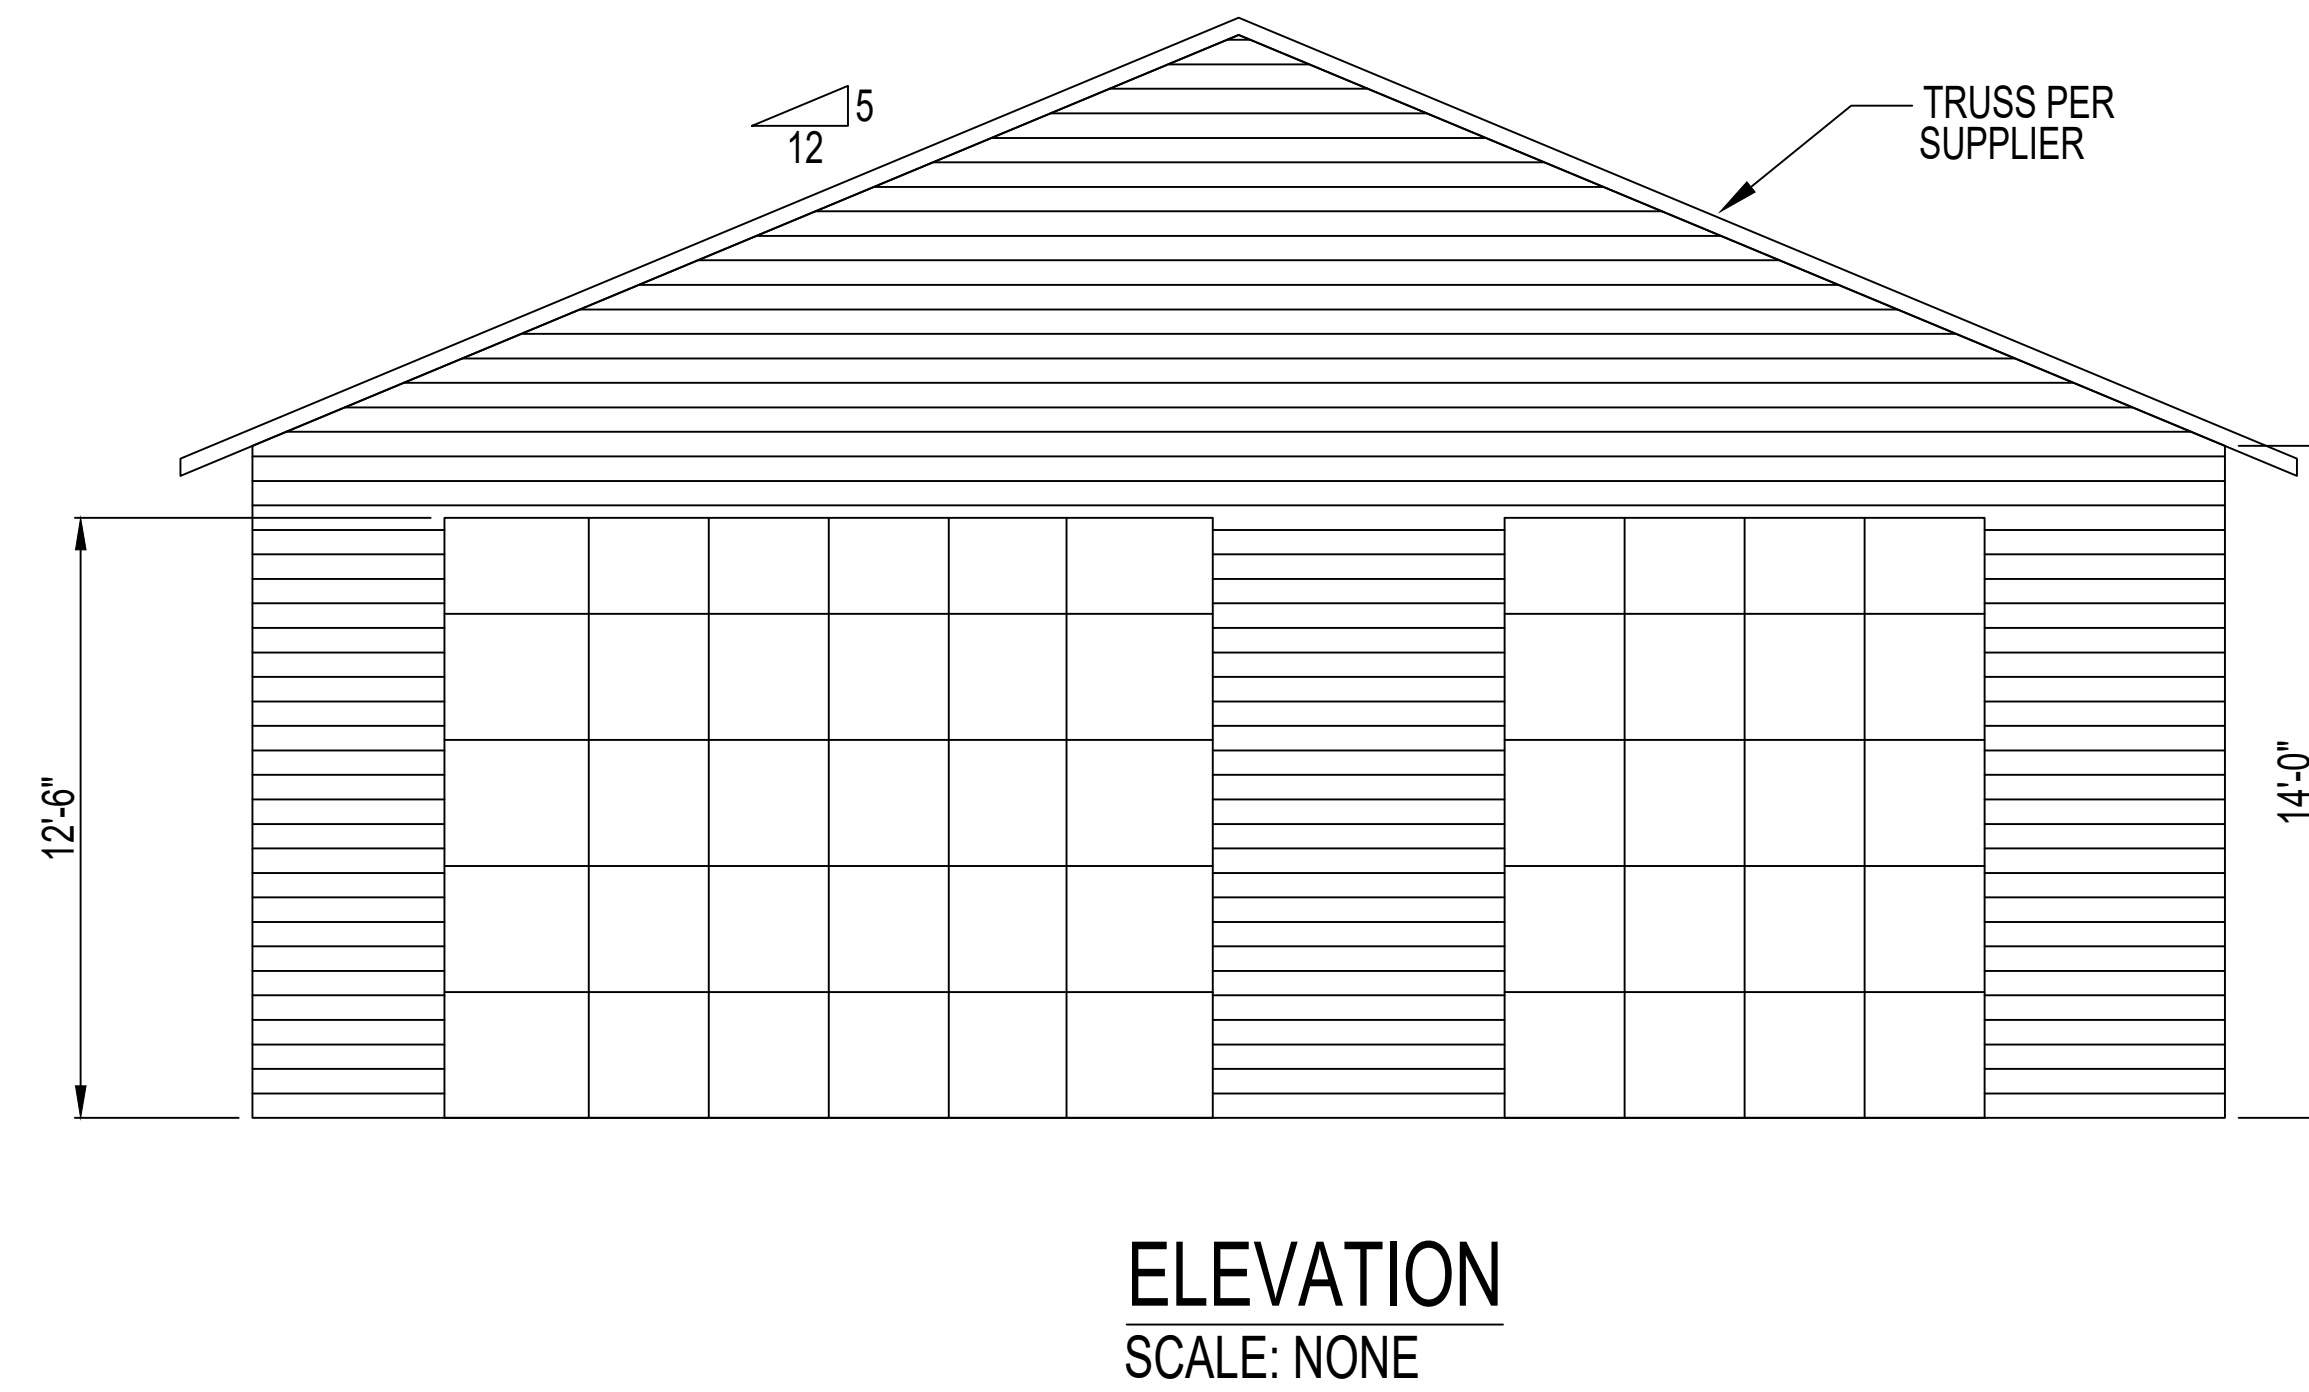 5
12
TRUSS PER
SUPPLIER
12'-6"
14'-0"
ELEVATION
SCALE: NONE